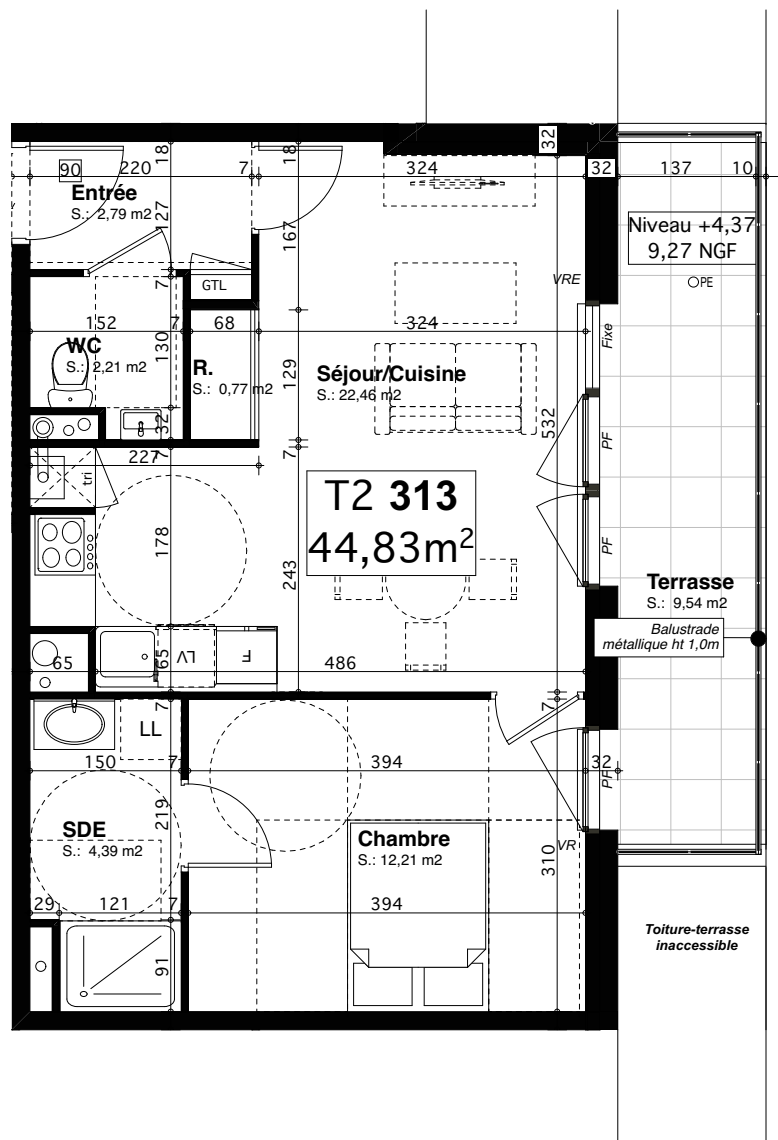 32
18
18
90
220
7
324
32
137
10
Entrée
S.: 2,79 m2
127
167
Niveau +4,37
9,27 NGF
PE
GTL
VRE
7
152
7
68
324
Fixe
WC
S.: 2,21 m2
130
R.
S.: 0,77 m2
129
Séjour/Cuisine
S.: 22,46 m2
32
532
PF
7
227
7
tri
T2 313
44,83m2
178
243
PF
Terrasse
S.: 9,54 m2
Balustrade
métallique ht 1,0m
65
65
LV
F
486
7
7
LL
150
7
394
32
PF
219
SDE
S.: 4,39 m2
Chambre
S.: 12,21 m2
310
VR
29
121
7
394
91
Toiture-terrasse
inaccessible